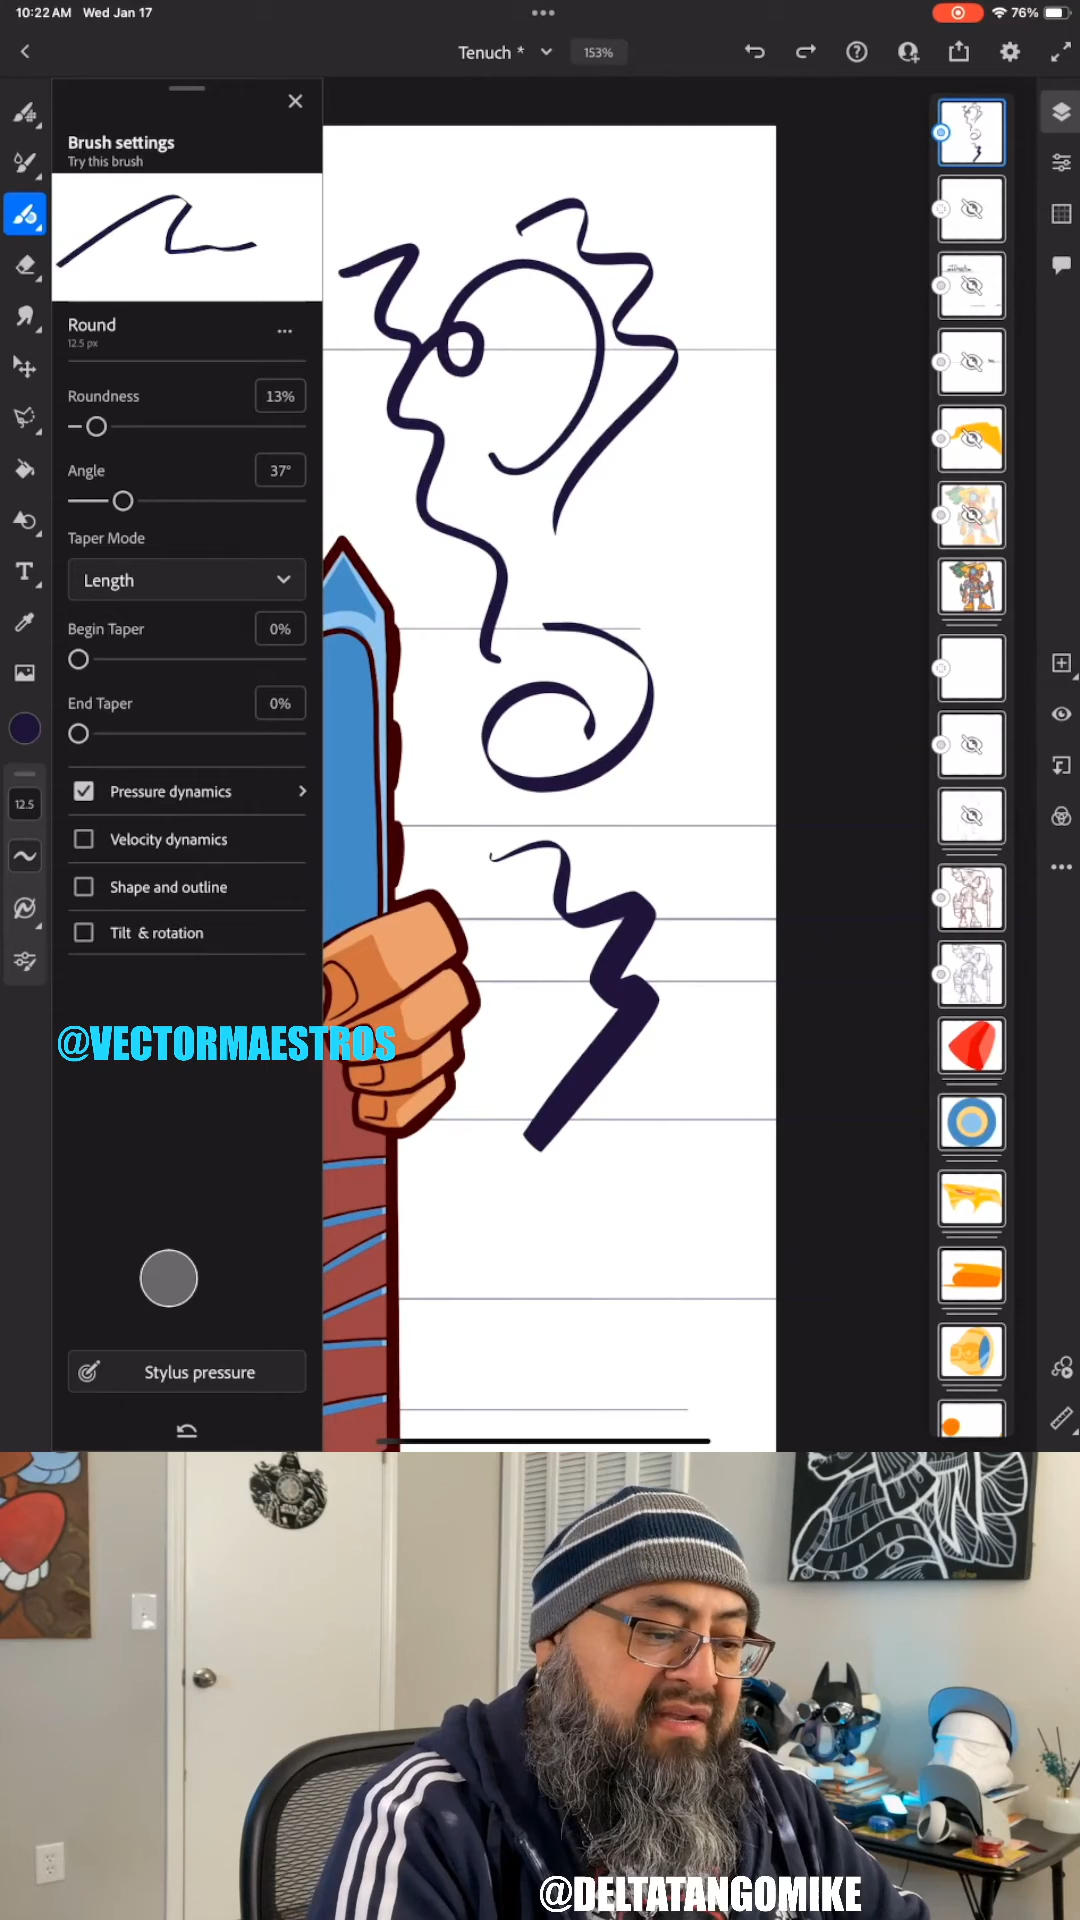 10:22 AM Wed Jan 17
76%
Tenuch *
153%
Brush settings
Try this brush
Round
12.5 px
Roundness
13%
Angle
37°
Taper Mode
Length
Begin Taper
0%
End Taper
0%
12.5
Pressure dynamics
Velocity dynamics
Shape and outline
Tilt & rotation
@VECTORMAESTROS
Stylus pressure
@DELTATANGOMIKE